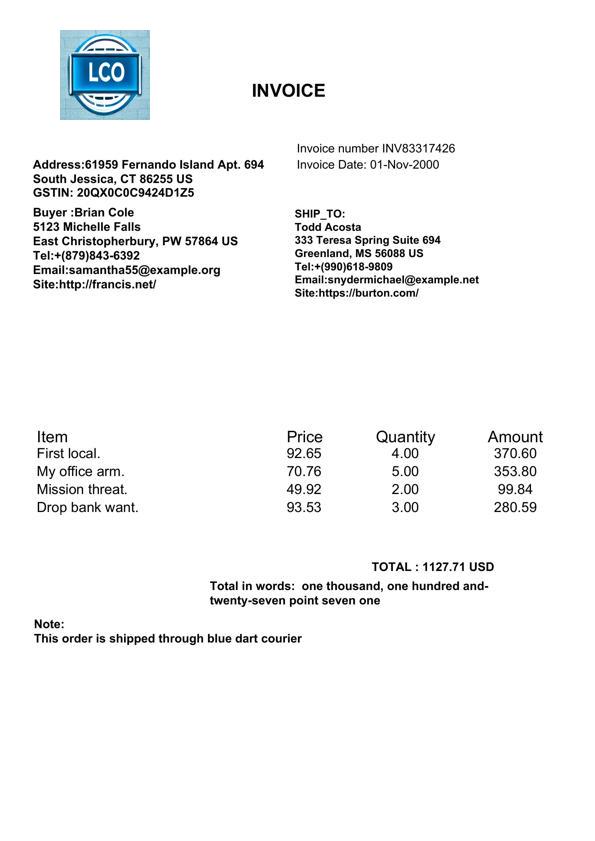 LCO
INVOICE
Invoice number INV83317426
Invoice Date: 01-Nov-2000
Address:61959 Fernando Island Apt. 694
South Jessica, CT 86255 US
GSTIN: 20QX0C0C9424D1Z5
Buyer :Brian Cole
5123 Michelle Falls
East Christopherbury, PW 57864 US
Tel:+(879)843-6392
Email:samantha55@example.org
Site:http://francis.net/
SHIP_TO:
Todd Acosta
333 Teresa Spring Suite 694
Greenland, MS 56088 US
Tel:+(990)618-9809
Email:snydermichael@example.net
Site:https://burton.com/
Item Price Quantity Amount
First local. 92.65 4.00 370.60
My office arm. 70.76 5.00 353.80
Mission threat. 49.92 2.00 99.84
Drop bank want. 93.53 3.00 280.59
TOTAL : 1127.71 USD
Total in words: one thousand, one hundred and-
twenty-seven point seven one
Note:
This order is shipped through blue dart courier